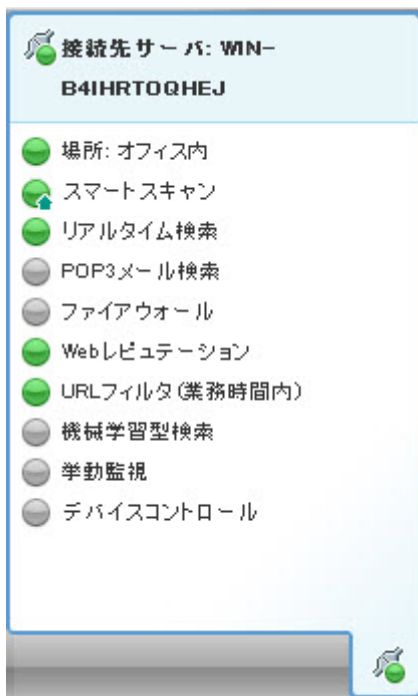 接続先サーバ: WIN-
B4IHRTOQHEJ
場所: オフィス内
スマートスキャン
リアルタイム検索
POP3メール検索
ファイアウォール
Webレピュテーション
URLフィルタ(業務時間内)
機械学習型検索
挙動監視
デバイスコントロール